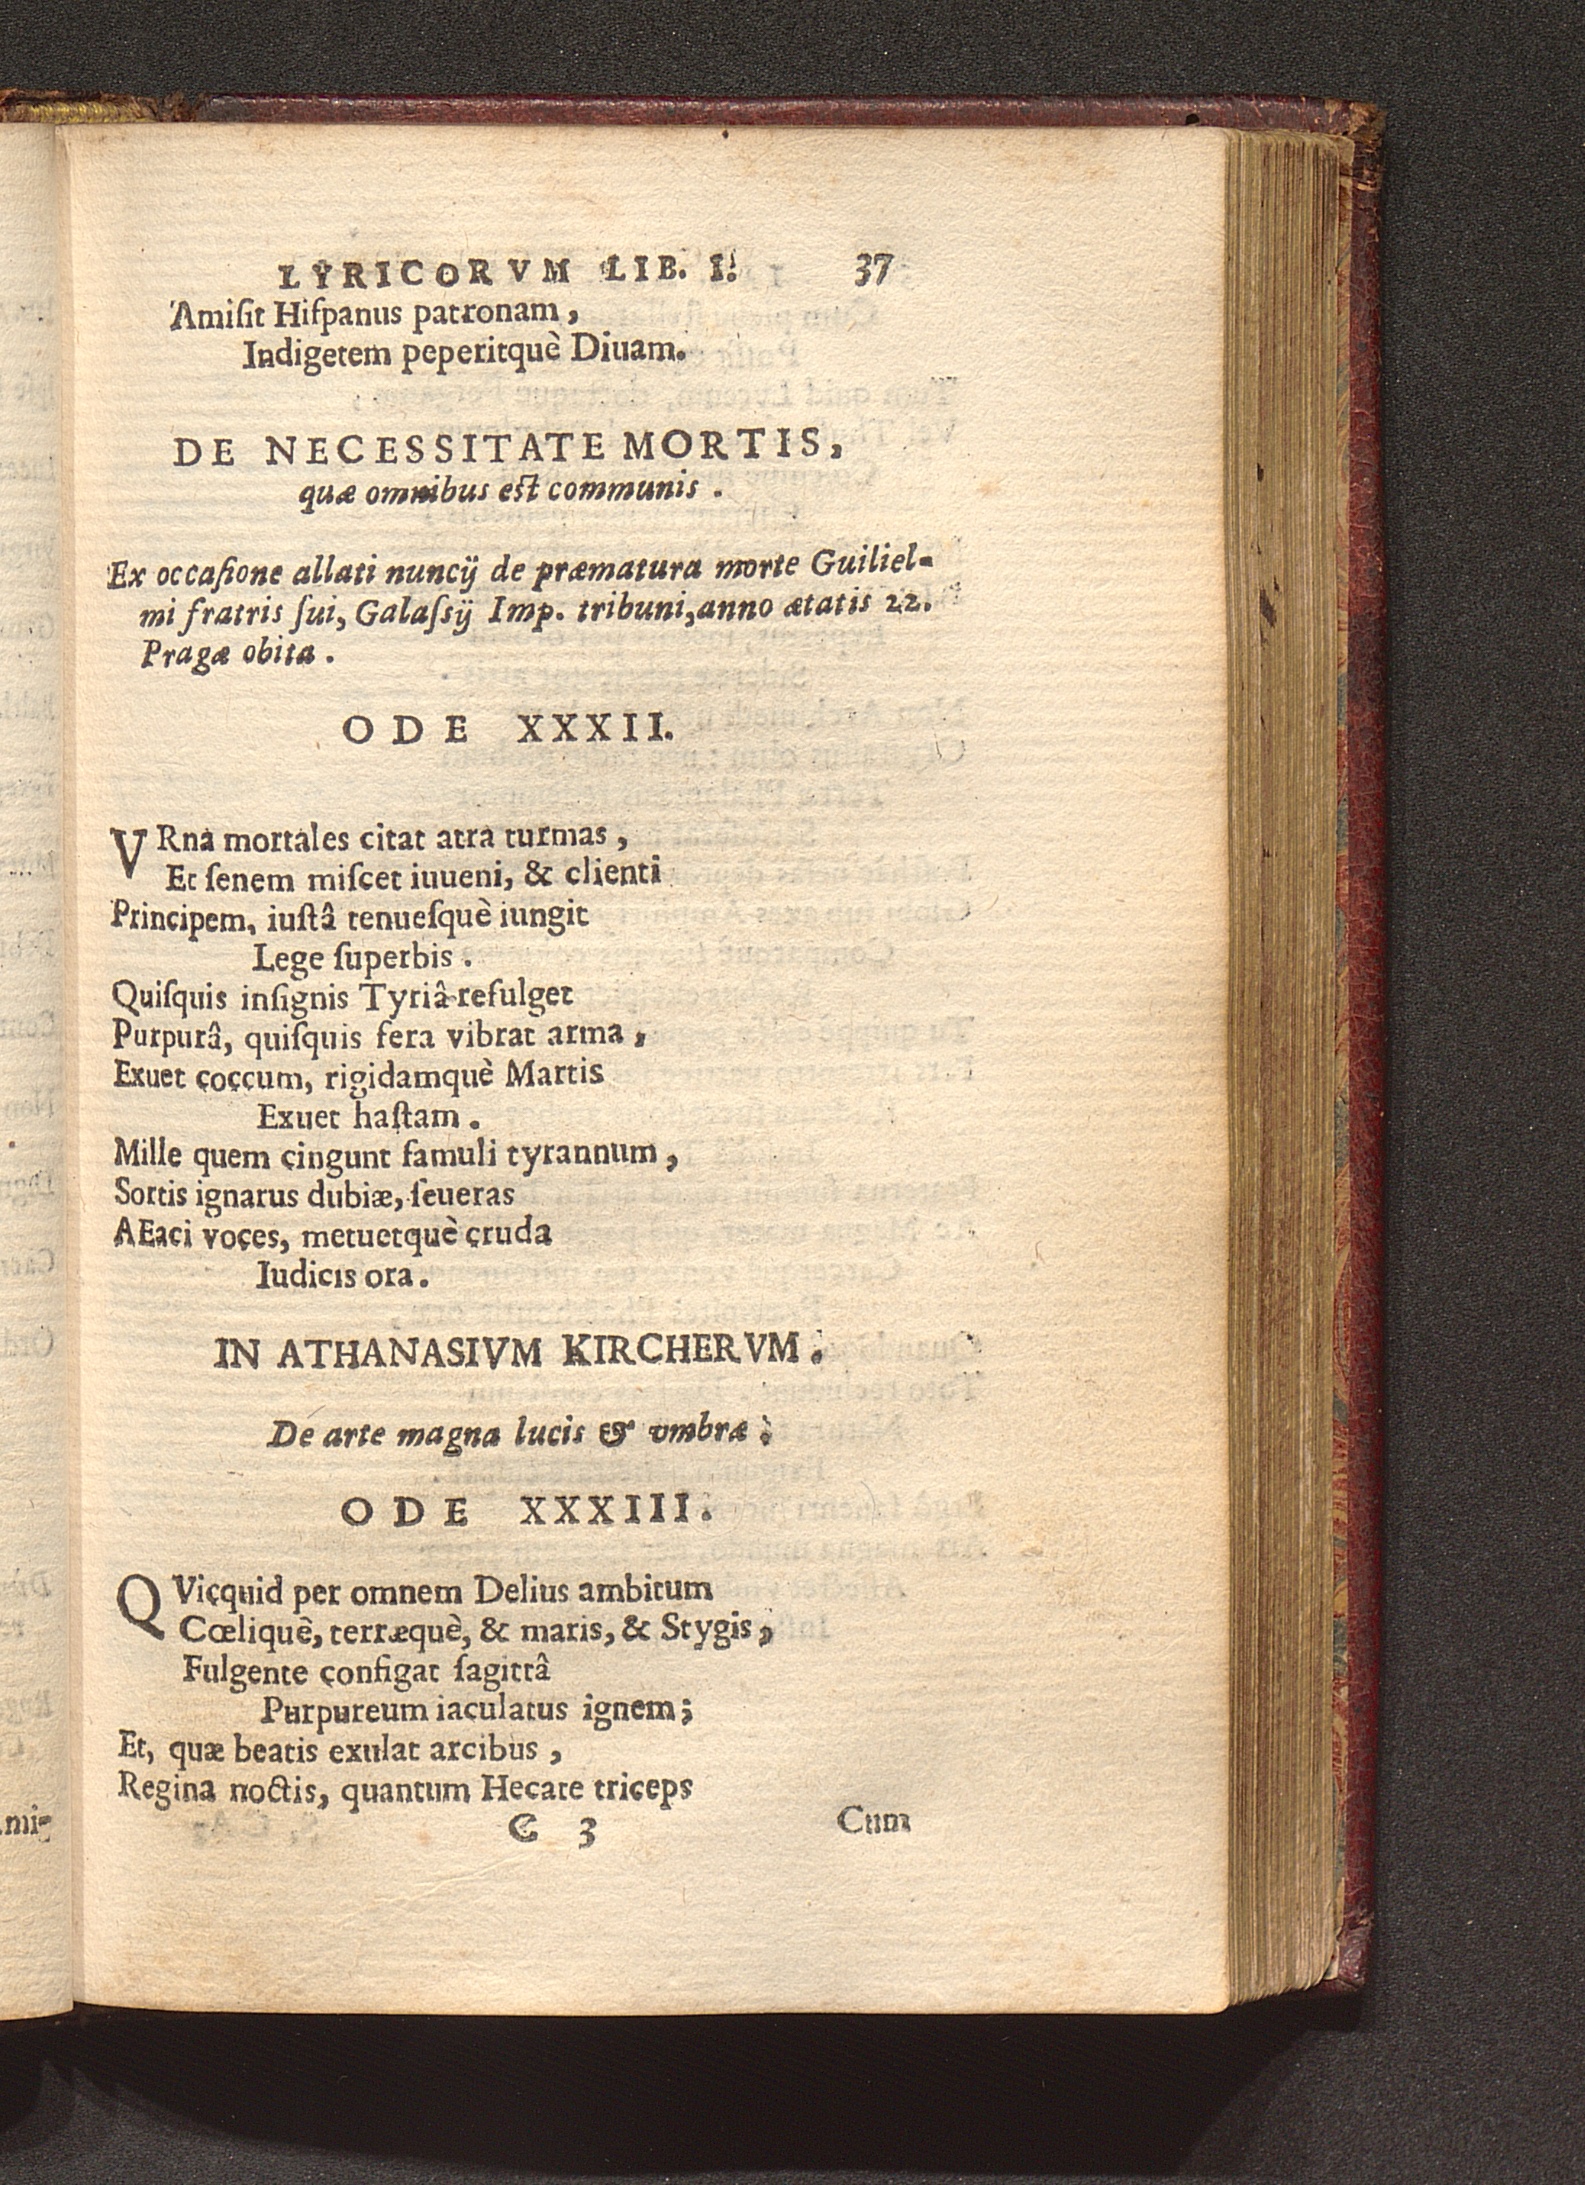 LYRICORVM LIB. I. 37
Amiſit Hiſpanus patronam,
Indigetem peperitquè Diuam.
DE NECESSITATE MORTIS,
quæ omnibus est communis.
Ex occaſione allati nuncij de præmatura morte Guiliel-
mi fratris ſui, Galaſsij Imp. tribuni, anno ætatis 22.
Pragæ obita.
ODE XXXII.
VRna mortales citat atra turmas,
Et ſenem miſcet iuueni, & clienti
Principem, iuſtâ tenueſquè iungit
Lege ſuperbis.
Quiſquis inſignis Tyriâ refulget
Purpurâ, quiſquis fera vibrat arma,
Exuet coccum, rigidamquè Martis
Exuet haſtam.
Mille quem cingunt famuli tyrannum,
Sortis ignarus dubiæ, ſeueras
AEaci voces, metuetquè cruda
Iudicis ora.
IN ATHANASIVM KIRCHERVM.
De arte magna lucis & vmbræ.
ODE XXXIII.
QVicquid per omnem Delius ambitum
Cœliquè, terræquè, & maris, & Stygis,
Fulgente configat ſagittâ
Purpureum iaculatus ignem;
Et, quæ beatis exulat arcibus,
Regina noctis, quantum Hecate triceps
C 3 Cum